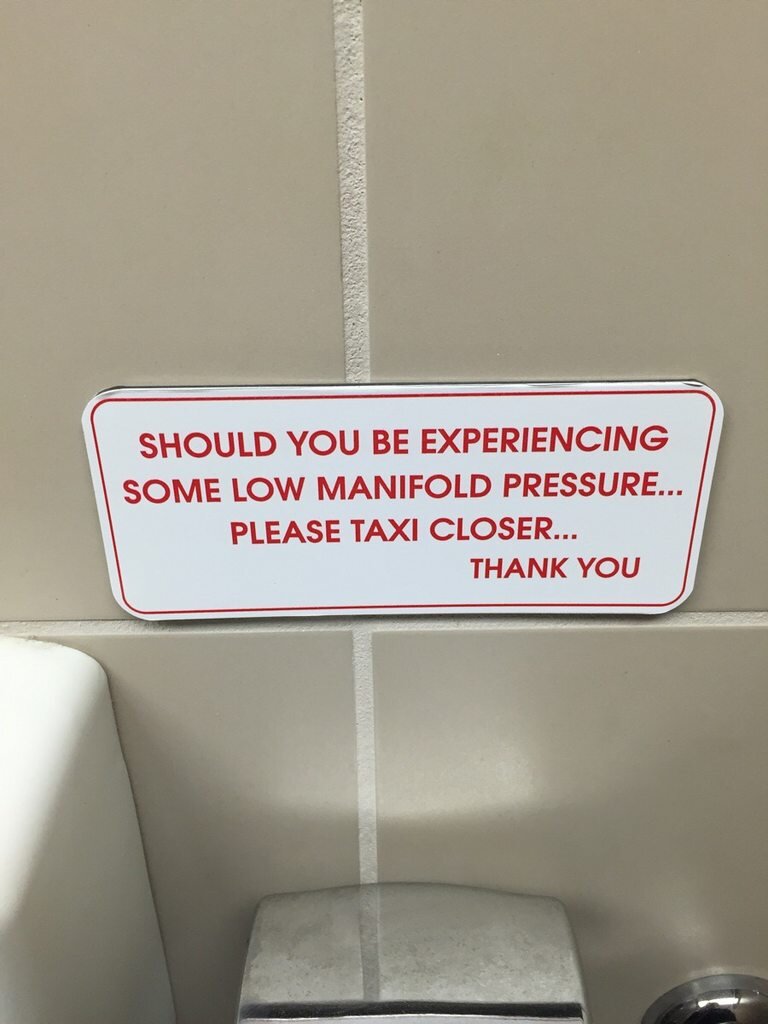 SHOULD YOU BE EXPERIENCING
SOME LOW MANIFOLD PRESSURE...
PLEASE TAXI CLOSER...
THANK YOU